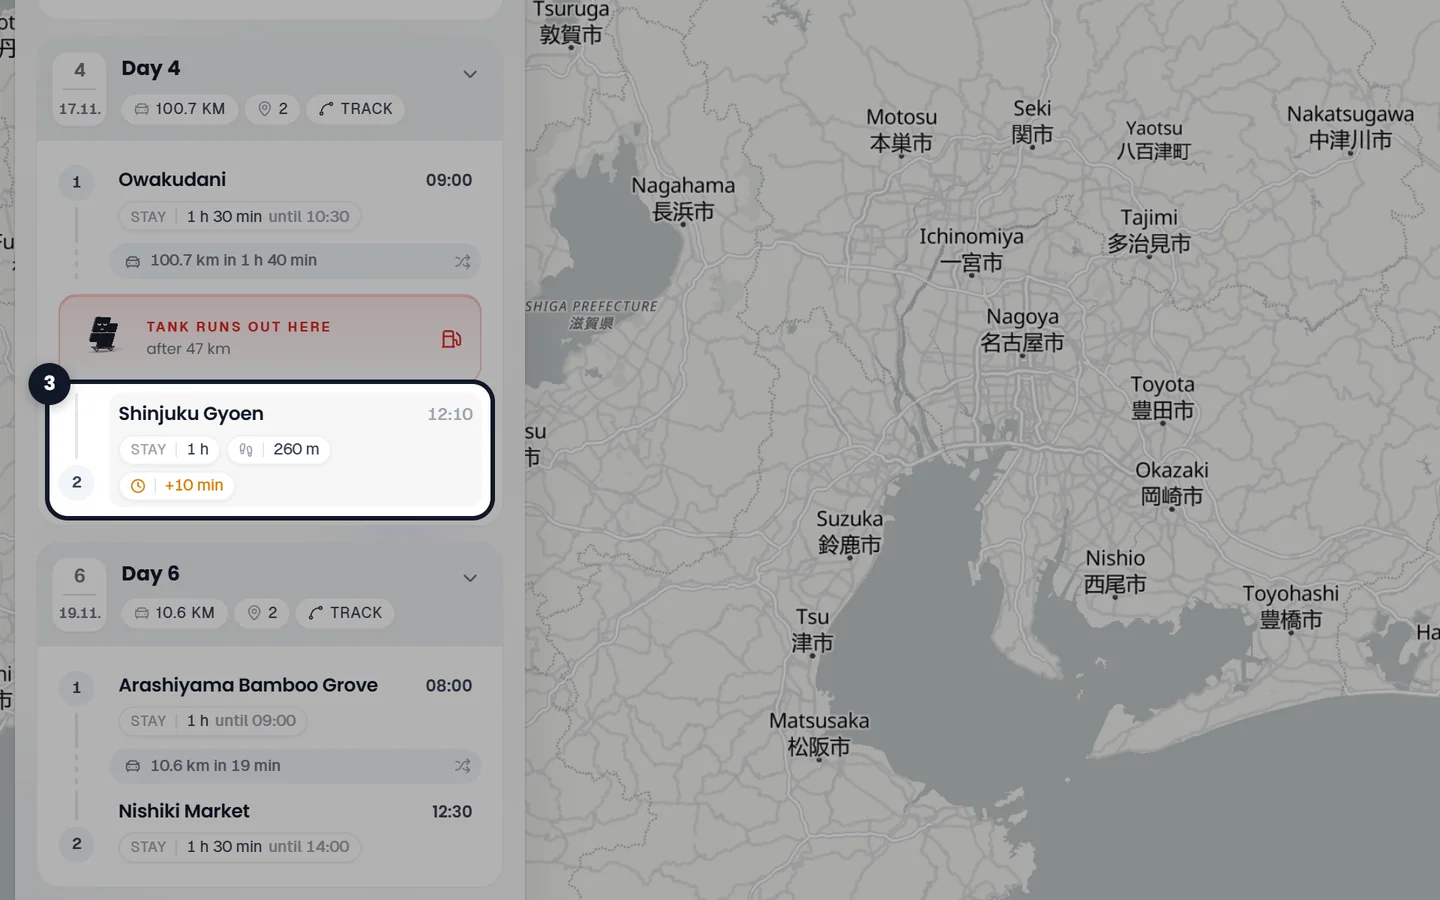 4
17.11.
Day 4
100.7 KM
2
TRACK
1
Owakudani
09:00
STAY
1 h 30 min until 10:30
100.7 km in 1 h 40 min
TANK RUNS OUT HERE
after 47 km
3
Shinjuku Gyoen
12:10
STAY
1 h
260 m
2
+10 min
6
19.11.
Day 6
10.6 KM
2
TRACK
1
Arashiyama Bamboo Grove
08:00
STAY
1 h until 09:00
10.6 km in 19 min
Nishiki Market
12:30
2
STAY
1 h 30 min until 14:00
Tsuruga
敦賀市
Motosu
本巣市
Seki
関市
Yaotsu
八百津町
Nakatsugawa
中津川市
Nagahama
長浜市
Ichinomiya
一宮市
Tajimi
多治見市
SHIGA PREFECTURE
滋賀県
Nagoya
名古屋市
Toyota
豊田市
su
市
Okazaki
岡崎市
Suzuka
鈴鹿市
Nishio
西尾市
Toyohashi
豊橋市
Tsu
津市
Ha
Matsusaka
松阪市